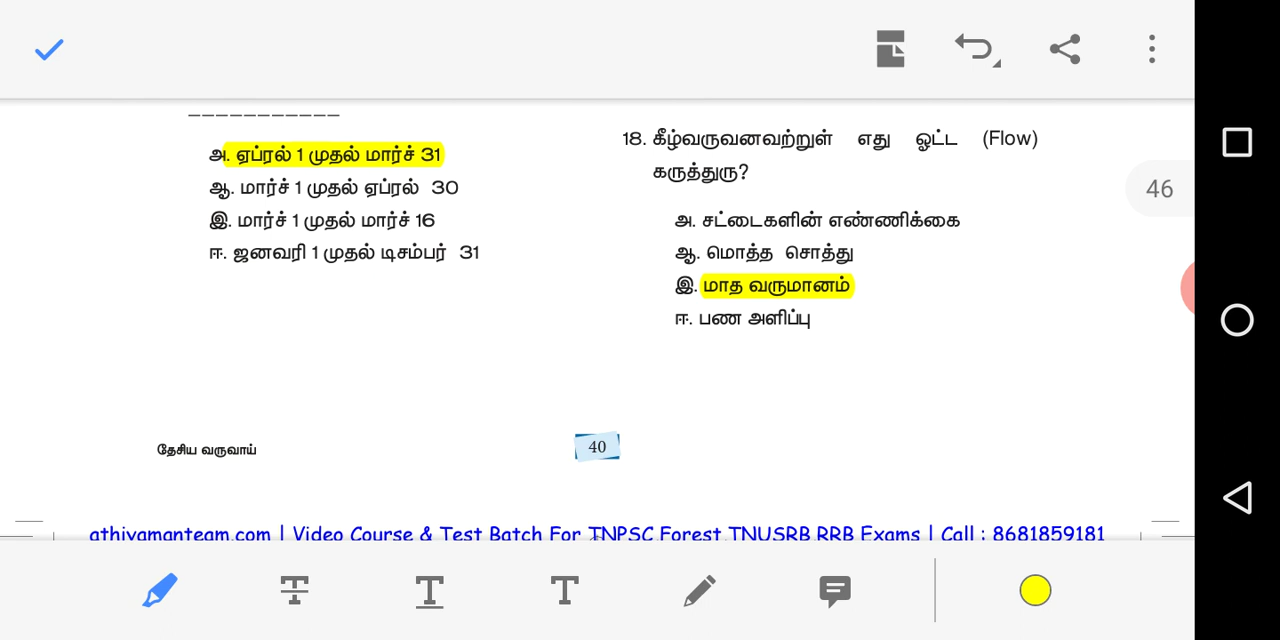 ___________
அ. ஏப்ரல் 1 முதல் மார்ச் 31
ஆ. மார்ச் 1 முதல் ஏப்ரல் 30
இ. மார்ச் 1 முதல் மார்ச் 16
ஈ. ஜனவரி 1 முதல் டிசம்பர் 31
18. கீழ்வருவனவற்றுள் எது ஓட்ட (Flow)
கருத்துரு?
அ. சட்டைகளின் எண்ணிக்கை
ஆ. மொத்த சொத்து
இ. மாத வருமானம்
ஈ. பண அளிப்பு
46
தேசிய வருவாய்
40
athiyamanteam.com | Video Course & Test Batch For TNPSC,Forest,TNUSRB,RRB Exams | Call : 8681859181
T
T
T